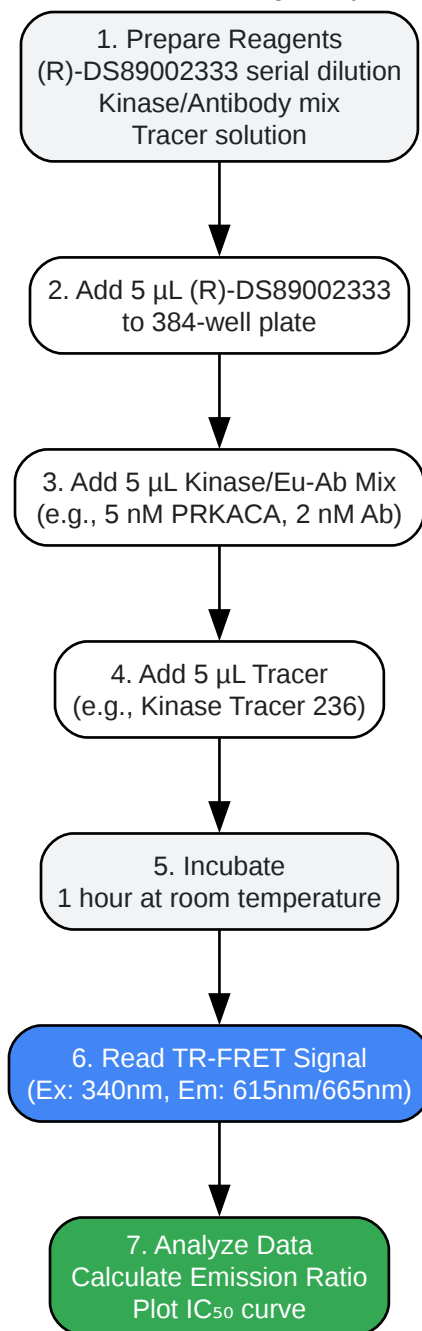 1. Prepare Reagents
(R)-DS89002333 serial dilution
Kinase/Antibody mix
Tracer solution
2. Add 5 µL (R)-DS89002333
to 384-well plate
3. Add 5 µL Kinase/Eu-Ab Mix
(e.g., 5 nM PRKACA, 2 nM Ab)
4. Add 5 µL Tracer
(e.g., Kinase Tracer 236)
5. Incubate
1 hour at room temperature
6. Read TR-FRET Signal
(Ex: 340nm, Em: 615nm/665nm)
7. Analyze Data
Calculate Emission Ratio
Plot IC₅₀ curve